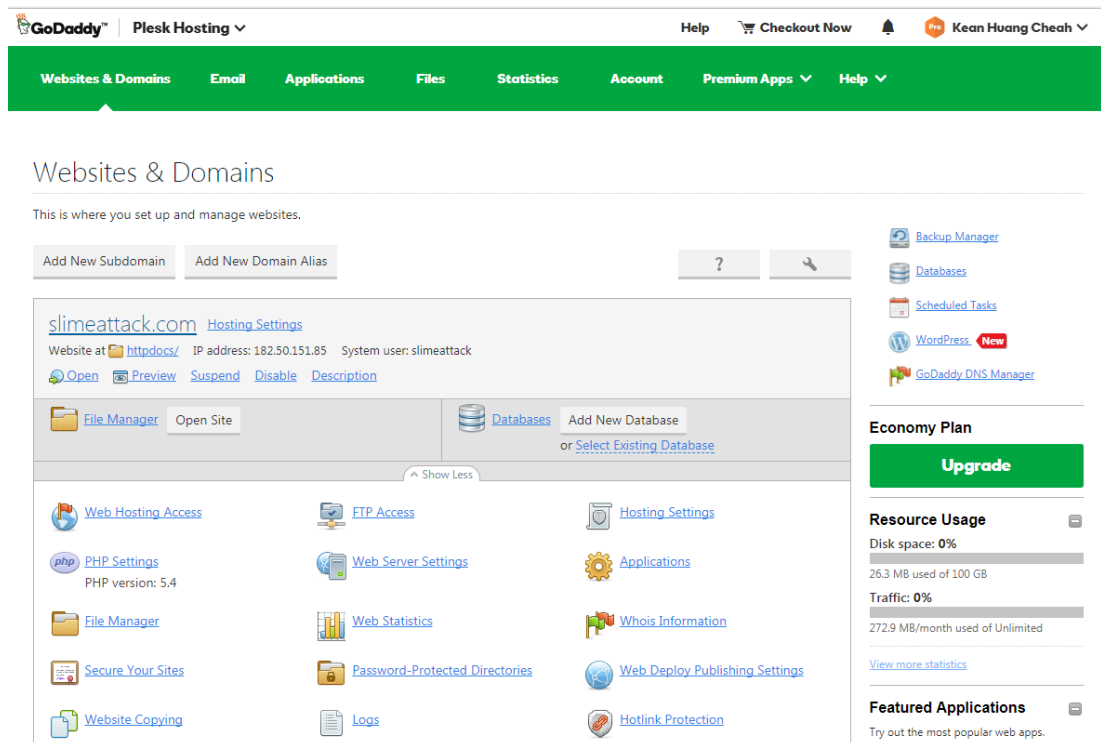 GoDaddy™ Plesk Hosting Help Checkout Now Pro Kean Huang Cheah
Websites & Domains Email Applications Files Statistics Account Premium Apps Help
Websites & Domains
This is where you set up and manage websites.
Add New Subdomain Add New Domain Alias ?
slimeattack.com Hosting Settings
Website at httpdocs/ IP address: 182.50.151.85 System user: slimeattack
Open Preview Suspend Disable Description
File Manager Open Site
Databases Add New Database
or Select Existing Database
Show Less
Web Hosting Access FTP Access Hosting Settings
php PHP Settings Web Server Settings Applications
PHP version: 5.4
File Manager Web Statistics Whois Information
Secure Your Sites Password-Protected Directories Web Deploy Publishing Settings
Website Copying Logs Hotlink Protection
Backup Manager
Databases
Scheduled Tasks
WordPress New
GoDaddy DNS Manager
Economy Plan
Upgrade
Resource Usage
Disk space: 0%
26.3 MB used of 100 GB
Traffic: 0%
272.9 MB/month used of Unlimited
View more statistics
Featured Applications
Try out the most popular web apps.